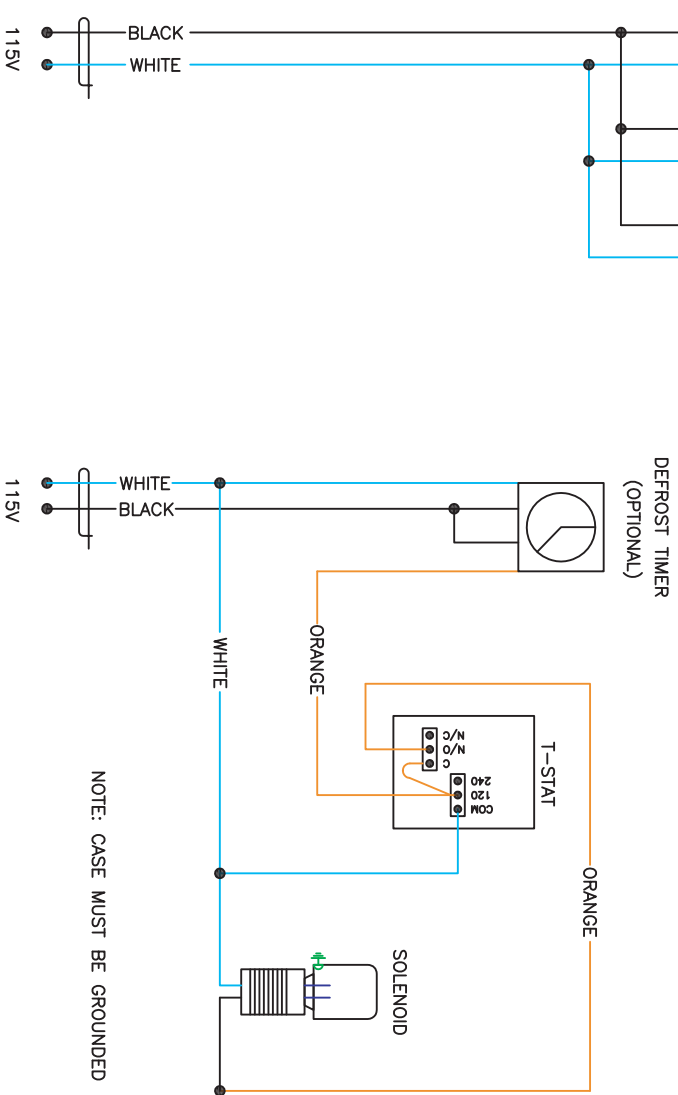 115V
BLACK
WHITE
115V
WHITE
BLACK
DEFROST TIMER
(OPTIONAL)
WHITE
ORANGE
T-STAT
N/C
N/O
C
240
120
COM
ORANGE
SOLENOID
NOTE: CASE MUST BE GROUNDED